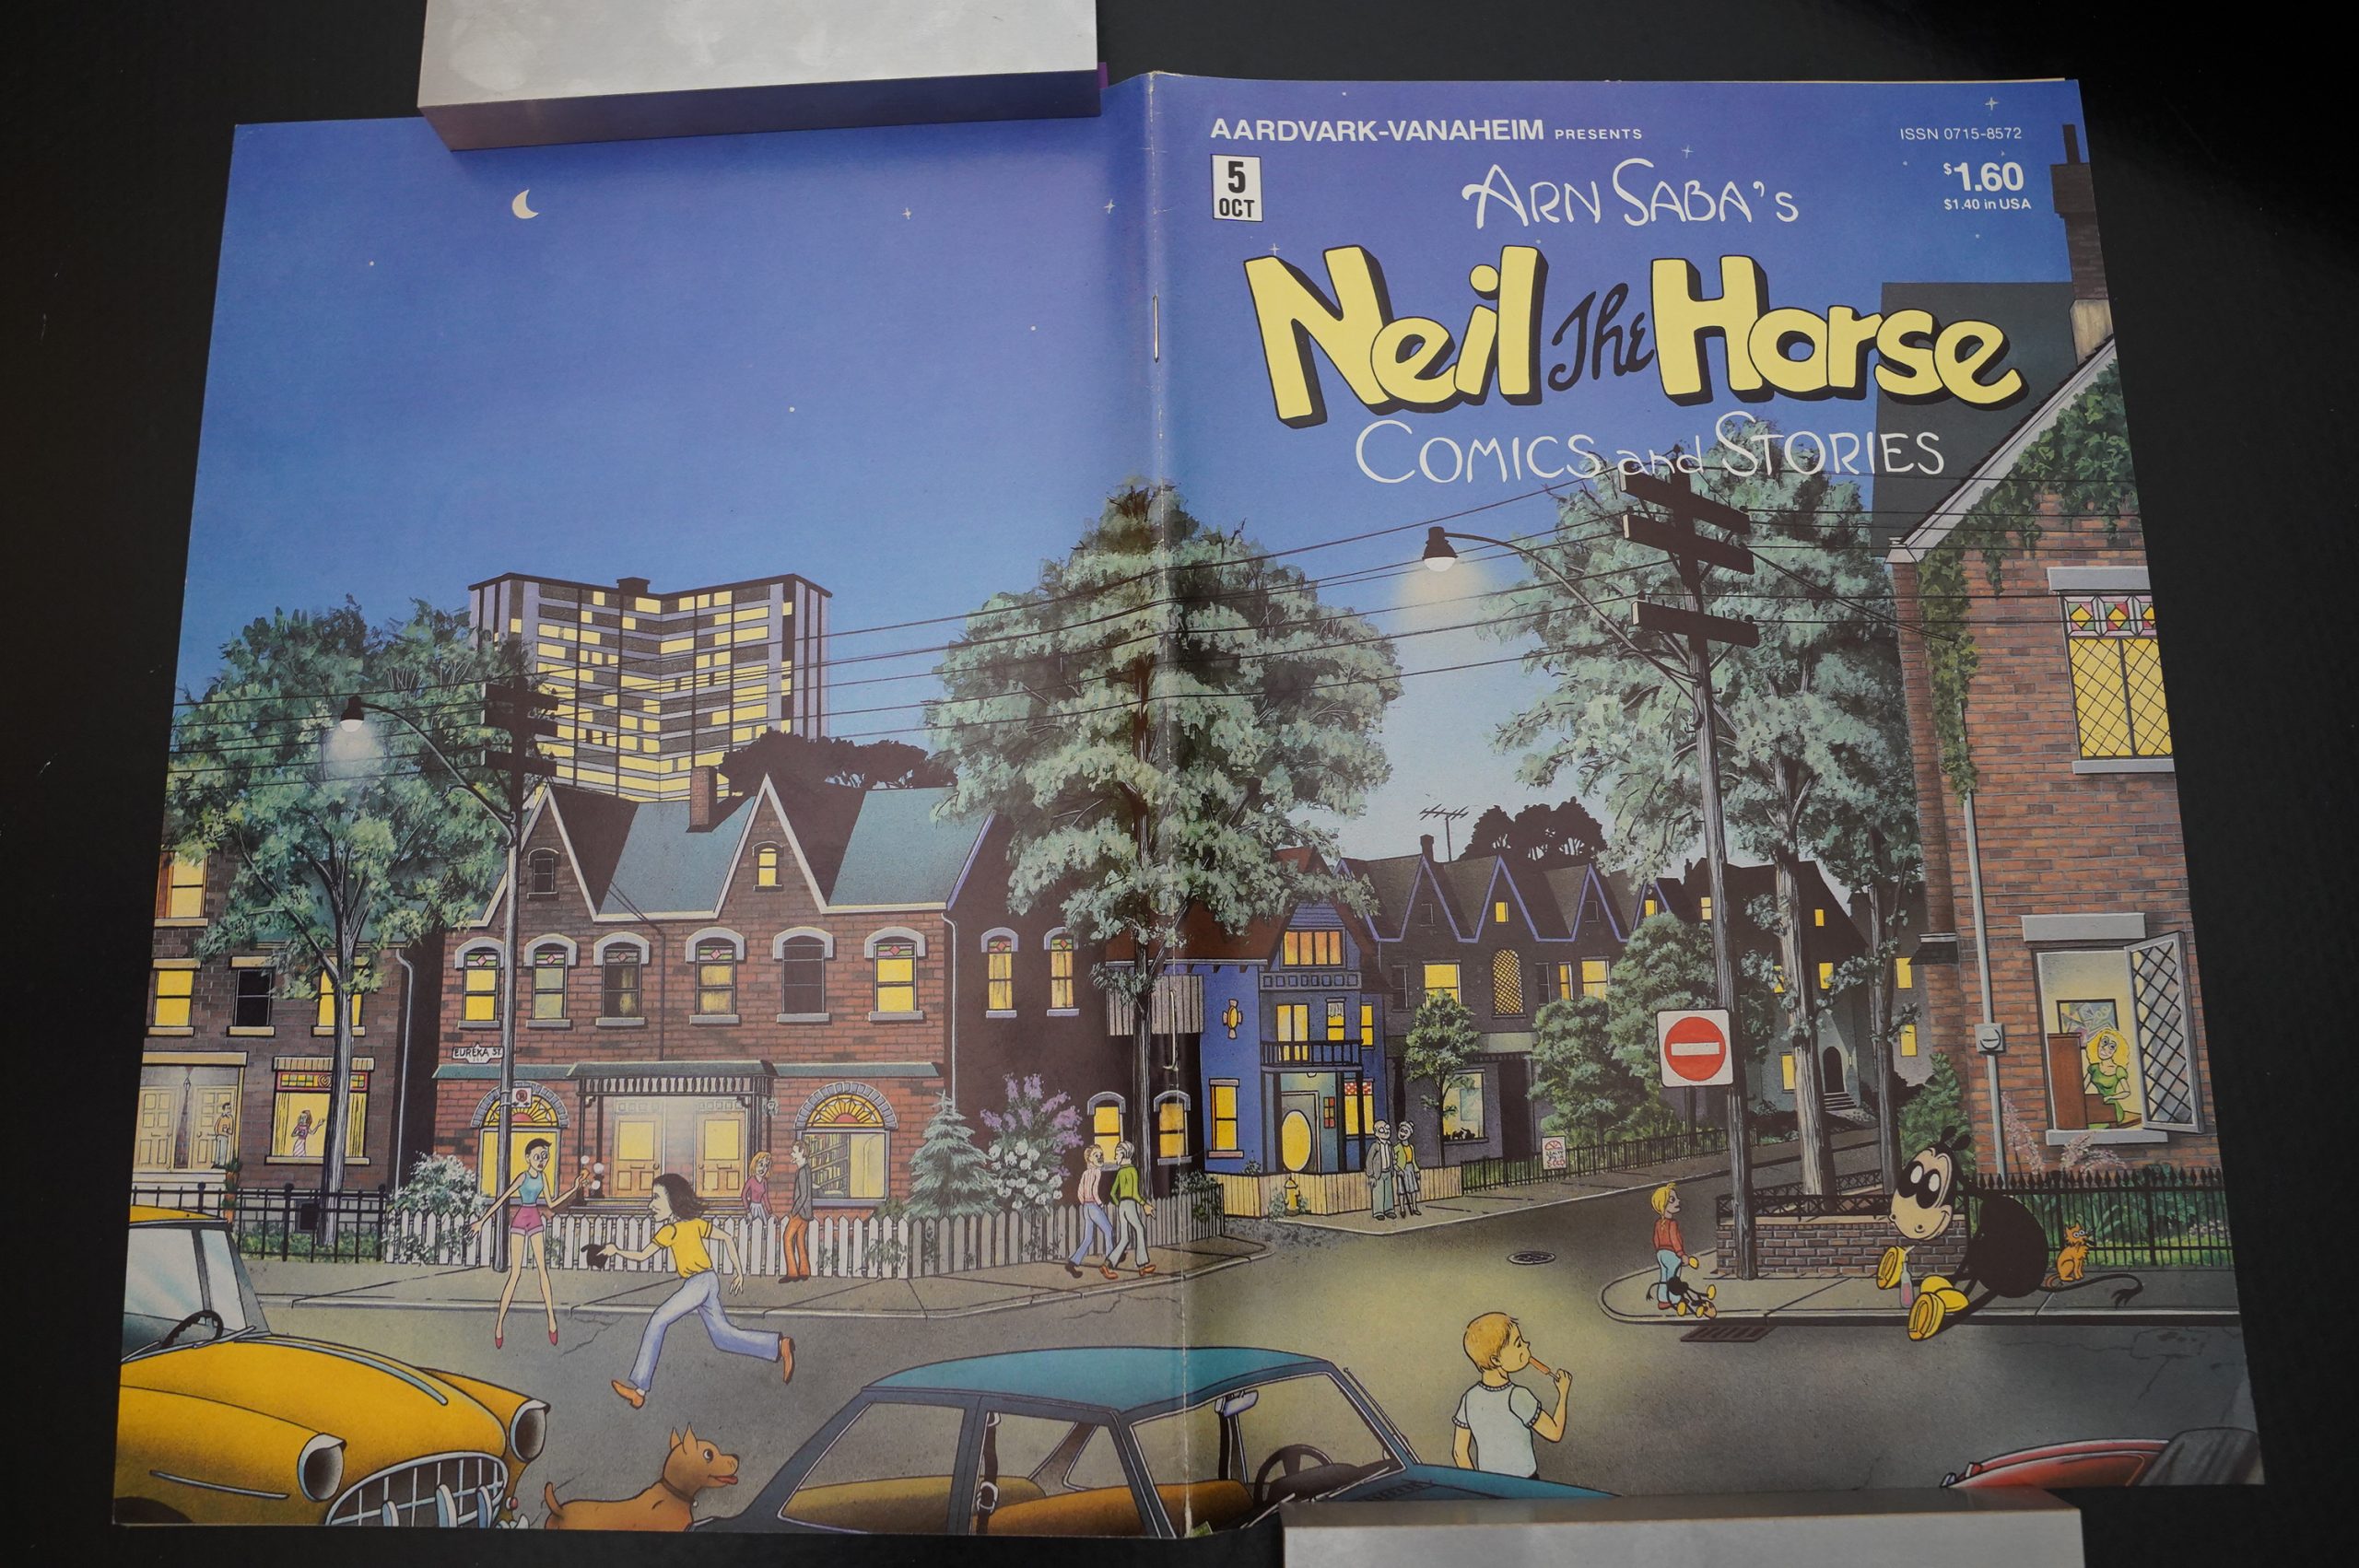 AARDVARK-VANAHEIM PRESENTS
ISSN 0715-8572
5
OCT
$1.60
$1.40 in USA
ARN SABA'S
Neil The Horse
COMICS and STORIES
EUREKA ST.